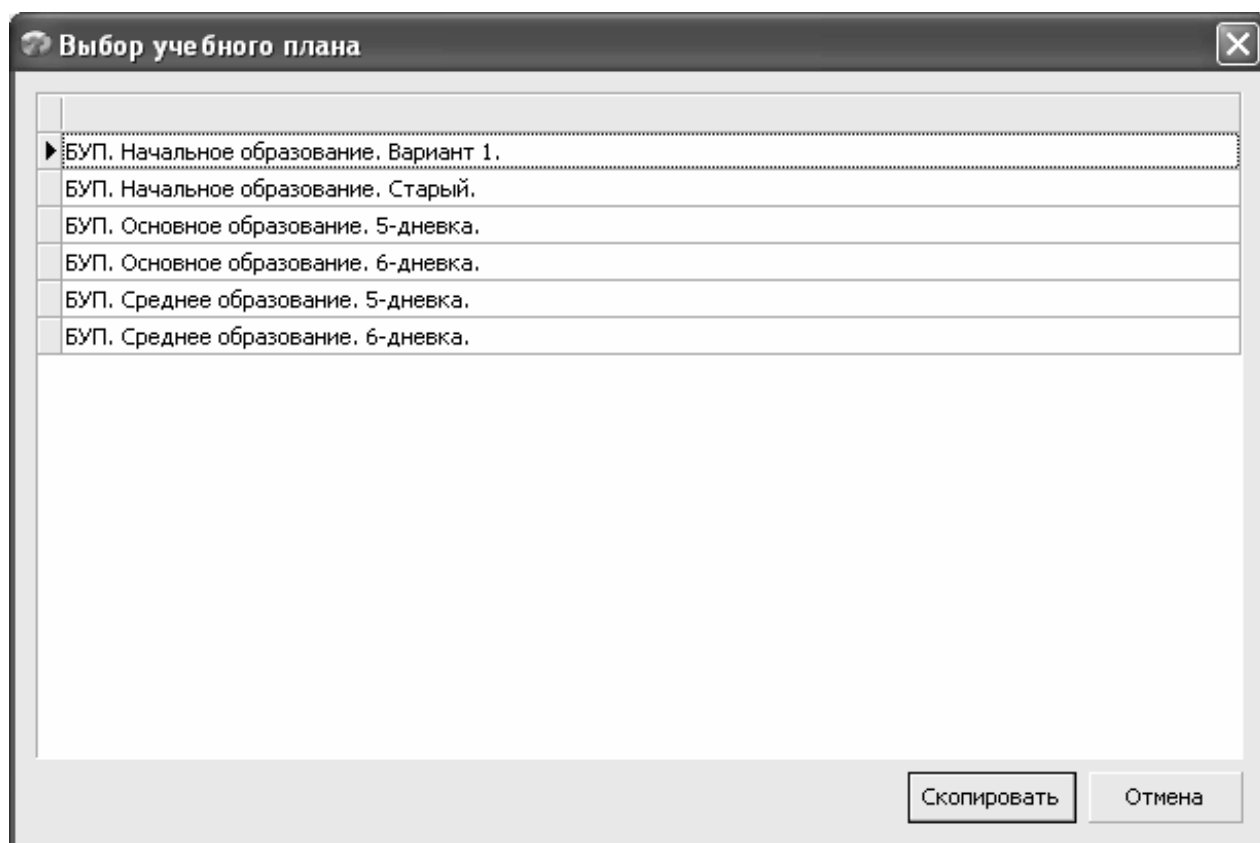 Выбор учебного плана
БУП. Начальное образование. Вариант 1.
БУП. Начальное образование. Старый.
БУП. Основное образование. 5-дневка.
БУП. Основное образование. 6-дневка.
БУП. Среднее образование. 5-дневка.
БУП. Среднее образование. 6-дневка.
Скопировать Отмена